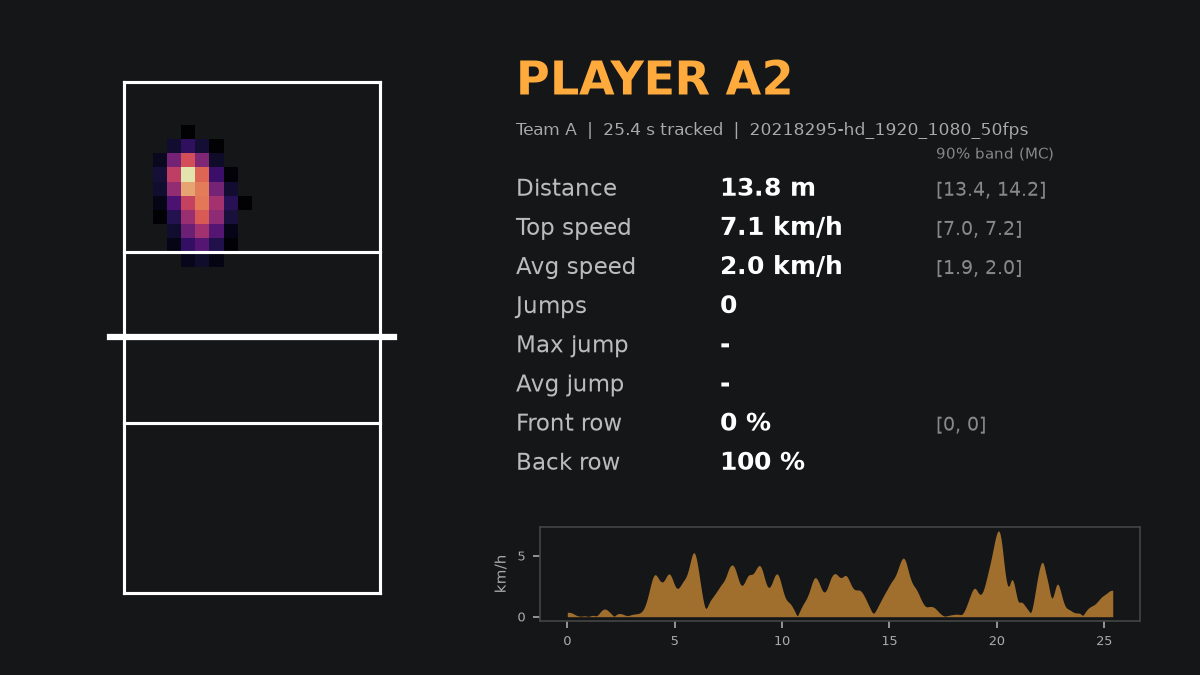 PLAYER A2
Team A | 25.4 s tracked | 20218295-hd_1920_1080_50fps
90% band (MC)
Distance 13.8 m [13.4, 14.2]
Top speed 7.1 km/h [7.0, 7.2]
Avg speed 2.0 km/h [1.9, 2.0]
Jumps 0
Max jump -
Avg jump -
Front row 0 % [0, 0]
Back row 100 %
km/h
5
0
0 5 10 15 20 25